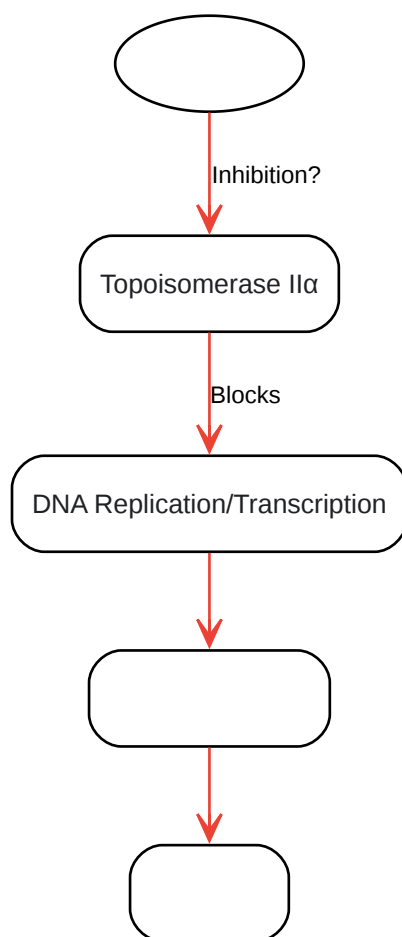 Inhibition?
Topoisomerase IIα
Blocks
DNA Replication/Transcription